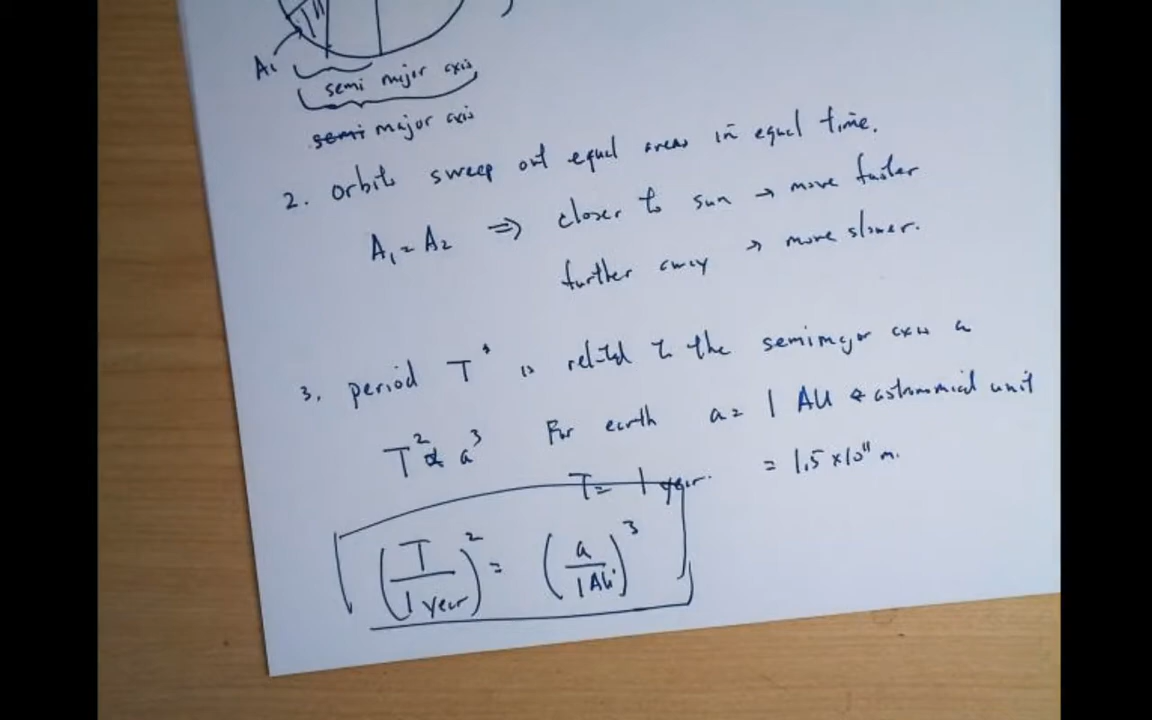 A₁
semi major axis
semi major axis
2. orbits sweep out equal areas in equal time.
A₁ = A₂ ⇒ closer to sun → move faster
further away → move slower.
3. period T is related to the semimajor axis a
T² ∝ a³ For earth a = 1 AU ← astronomical unit
T = 1 year. = 1.5 × 10¹¹ m.
(T / 1 year)² = (a / 1 AU)³